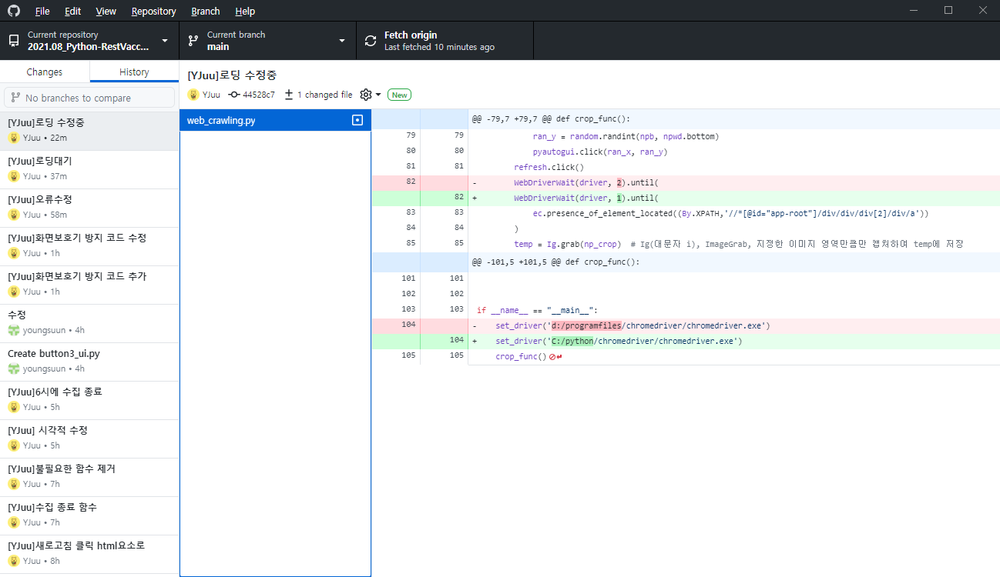 File Edit View Repository Branch Help
Current repository
2021.08_Python-RestVacc...
Current branch
main
Fetch origin
Last fetched 10 minutes ago
Changes
History
No branches to compare
[YJuu]로딩 수정중
YJuu • 22m
[YJuu]로딩대기
YJuu • 37m
[YJuu]오류수정
YJuu • 58m
[YJuu]화면보호기 방지 코드 수정
YJuu • 1h
[YJuu]화면보호기 방지 코드 추가
YJuu • 1h
수정
youngsuun • 4h
Create button3_ui.py
youngsuun • 4h
[YJuu]6시에 수집 종료
YJuu • 5h
[YJuu] 시각적 수정
YJuu • 5h
[YJuu]불필요한 함수 제거
YJuu • 7h
[YJuu]수집 종료 함수
YJuu • 7h
[YJuu]새로고침 클릭 html요소로
YJuu • 8h
[YJuu]로딩 수정중
YJuu 44528c7 1 changed file New
web_crawling.py
@@ -79,7 +79,7 @@ def crop_func():
79 79 ran_y = random.randint(npb, npwd.bottom)
80 80 pyautogui.click(ran_x, ran_y)
81 81 refresh.click()
82 - WebDriverWait(driver, 2).until(
82 + WebDriverWait(driver, 1).until(
83 83 ec.presence_of_element_located((By.XPATH,'//*[@id="app-root"]/div/div/div[2]/div/a'))
84 84 )
85 85 temp = Ig.grab(np_crop)  # Ig(대문자 i), ImageGrab, 지정한 이미지 영역만큼만 캡처하여 temp에 저장
@@ -101,5 +101,5 @@ def crop_func():
101 101
102 102
103 103 if __name__ == "__main__":
104 - set_driver('d:/programfiles/chromedriver/chromedriver.exe')
104 + set_driver('C:/python/chromedriver/chromedriver.exe')
105 105 crop_func()